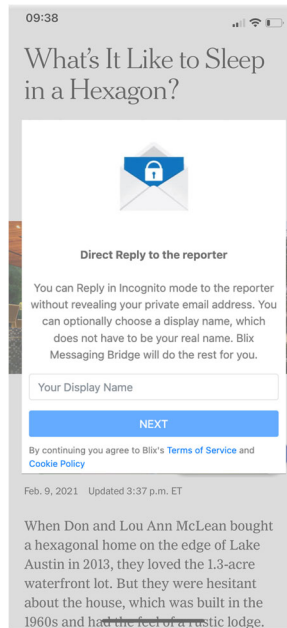 09:38
What's It Like to Sleep
in a Hexagon?
Direct Reply to the reporter
You can Reply in Incognito mode to the reporter
without revealing your private email address. You
can optionally choose a display name, which
does not have to be your real name. Blix
Messaging Bridge will do the rest for you.
Your Display Name
NEXT
By continuing you agree to Blix's Terms of Service and
Cookie Policy
Feb. 9, 2021 Updated 3:37 p.m. ET
When Don and Lou Ann McLean bought
a hexagonal home on the edge of Lake
Austin in 2013, they loved the 1.3-acre
waterfront lot. But they were hesitant
about the house, which was built in the
1960s and had the feel of a rustic lodge.